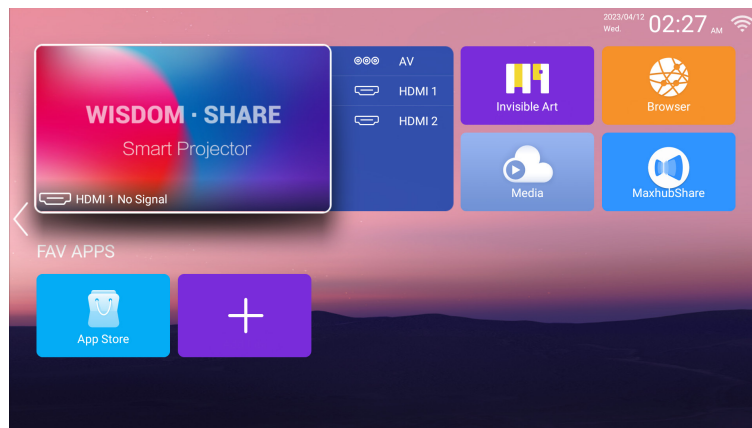 2023/04/12
Wed.
02:27 AM
WISDOM · SHARE
Smart Projector
HDMI 1 No Signal
AV
HDMI 1
HDMI 2
Invisible Art
Browser
Media
MaxhubShare
FAV APPS
App Store